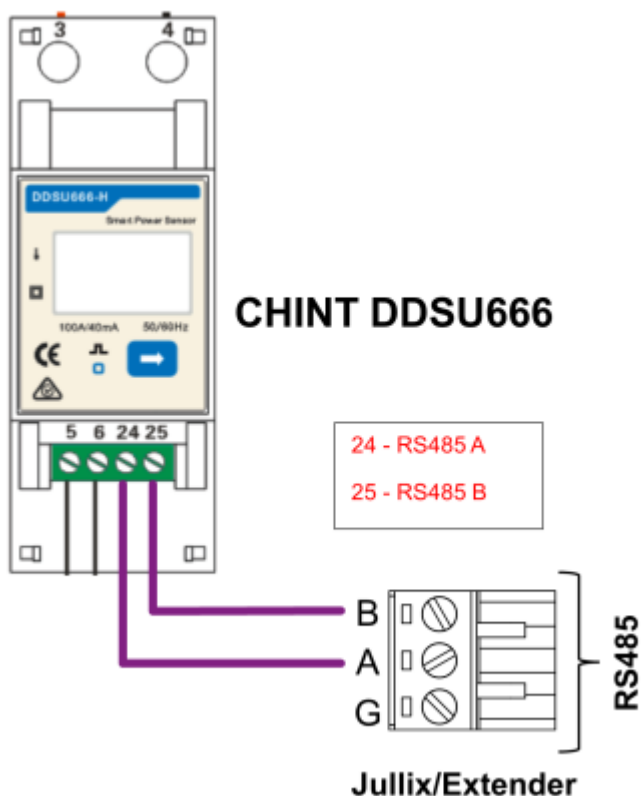 3 4
DDSU666-H
Smart Power Sensor
100A/40mA 50/60Hz
CE
5 6 24 25
CHINT DDSU666
24 - RS485 A
25 - RS485 B
B
A
G
RS485
Jullix/Extender